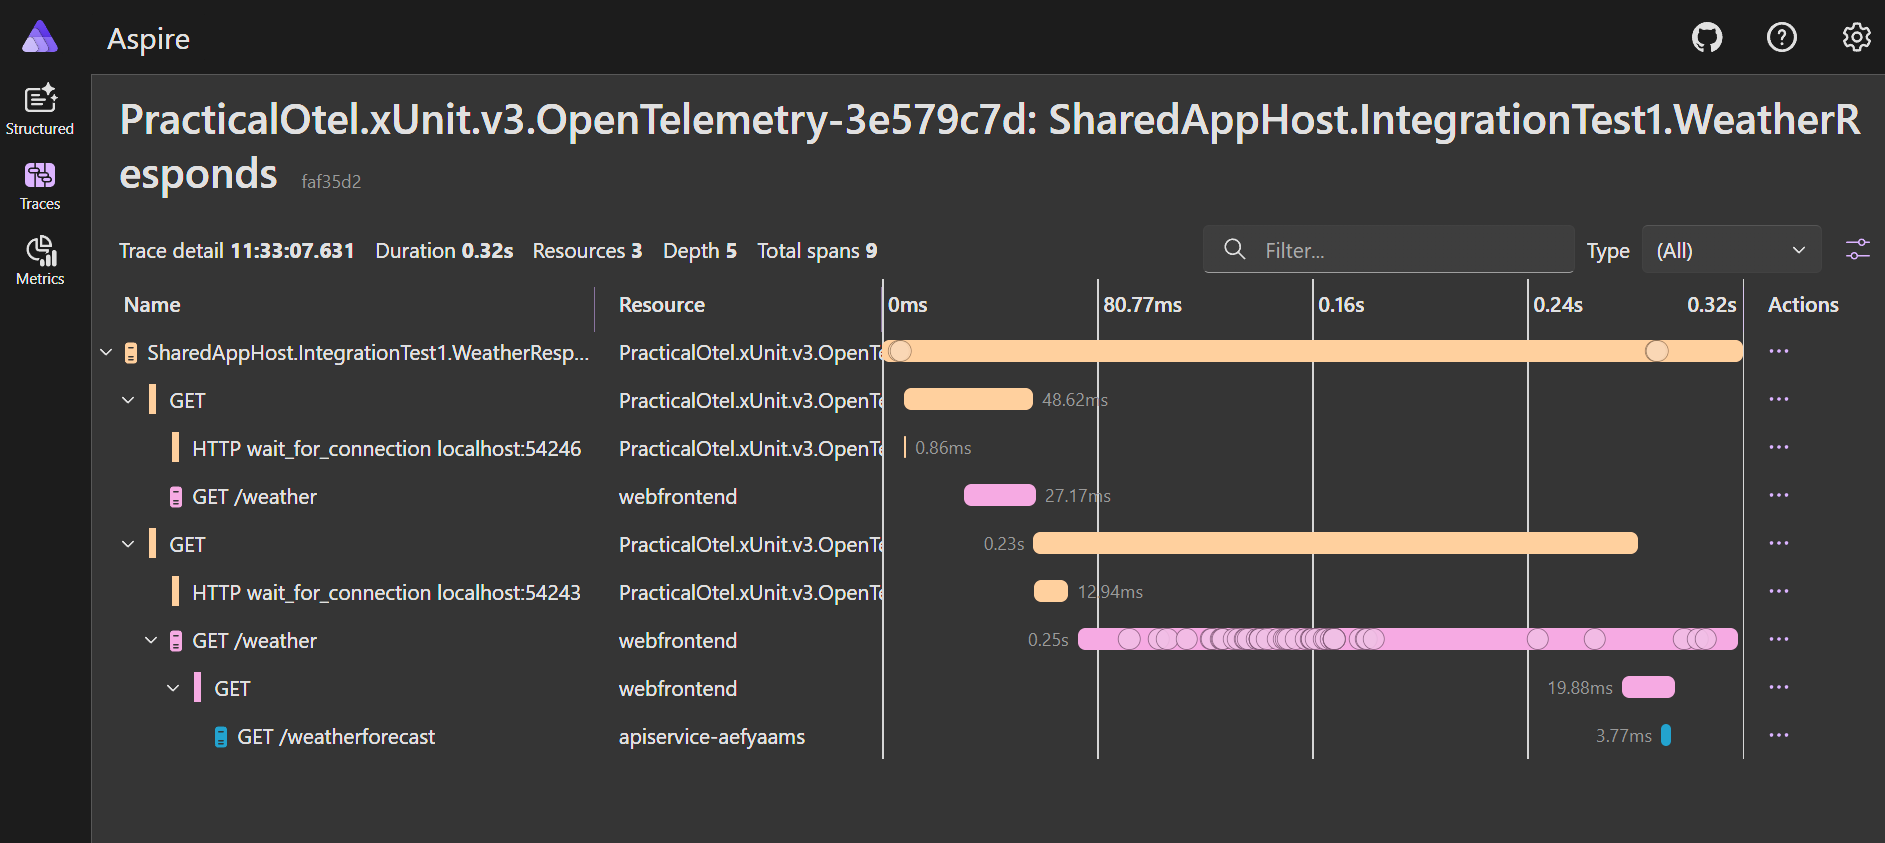 Aspire
Structured
Traces
Metrics
PracticalOtel.xUnit.v3.OpenTelemetry-3e579c7d: SharedAppHost.IntegrationTest1.WeatherR
esponds faf35d2
Trace detail 11:33:07.631 Duration 0.32s Resources 3 Depth 5 Total spans 9 Filter... Type (All)
Name Resource 0ms 80.77ms 0.16s 0.24s 0.32s Actions
SharedAppHost.IntegrationTest1.WeatherResp... PracticalOtel.xUnit.v3.OpenTe
GET PracticalOtel.xUnit.v3.OpenTe 48.62ms
HTTP wait_for_connection localhost:54246 PracticalOtel.xUnit.v3.OpenTe 0.86ms
GET /weather webfrontend 27.17ms
GET PracticalOtel.xUnit.v3.OpenTe 0.23s
HTTP wait_for_connection localhost:54243 PracticalOtel.xUnit.v3.OpenTe 12.94ms
GET /weather webfrontend 0.25s
GET webfrontend 19.88ms
GET /weatherforecast apiservice-aefyaams 3.77ms